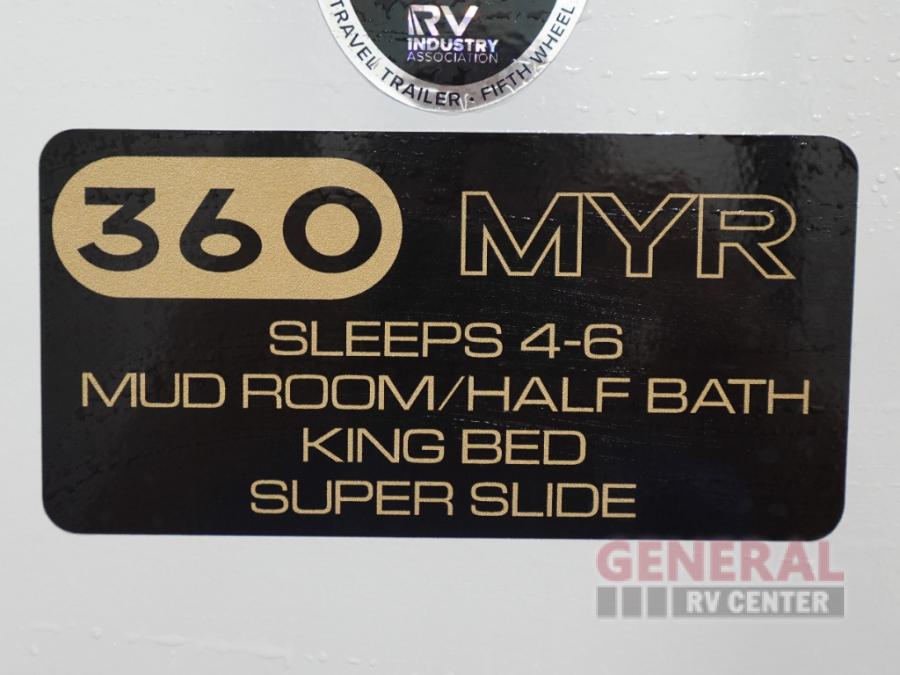 RV
INDUSTRY
ASSOCIATION
TRAVEL TRAILER · FIFTH WHEEL
360 MYR
SLEEPS 4-6
MUD ROOM/HALF BATH
KING BED
SUPER SLIDE
GENERAL
RV CENTER